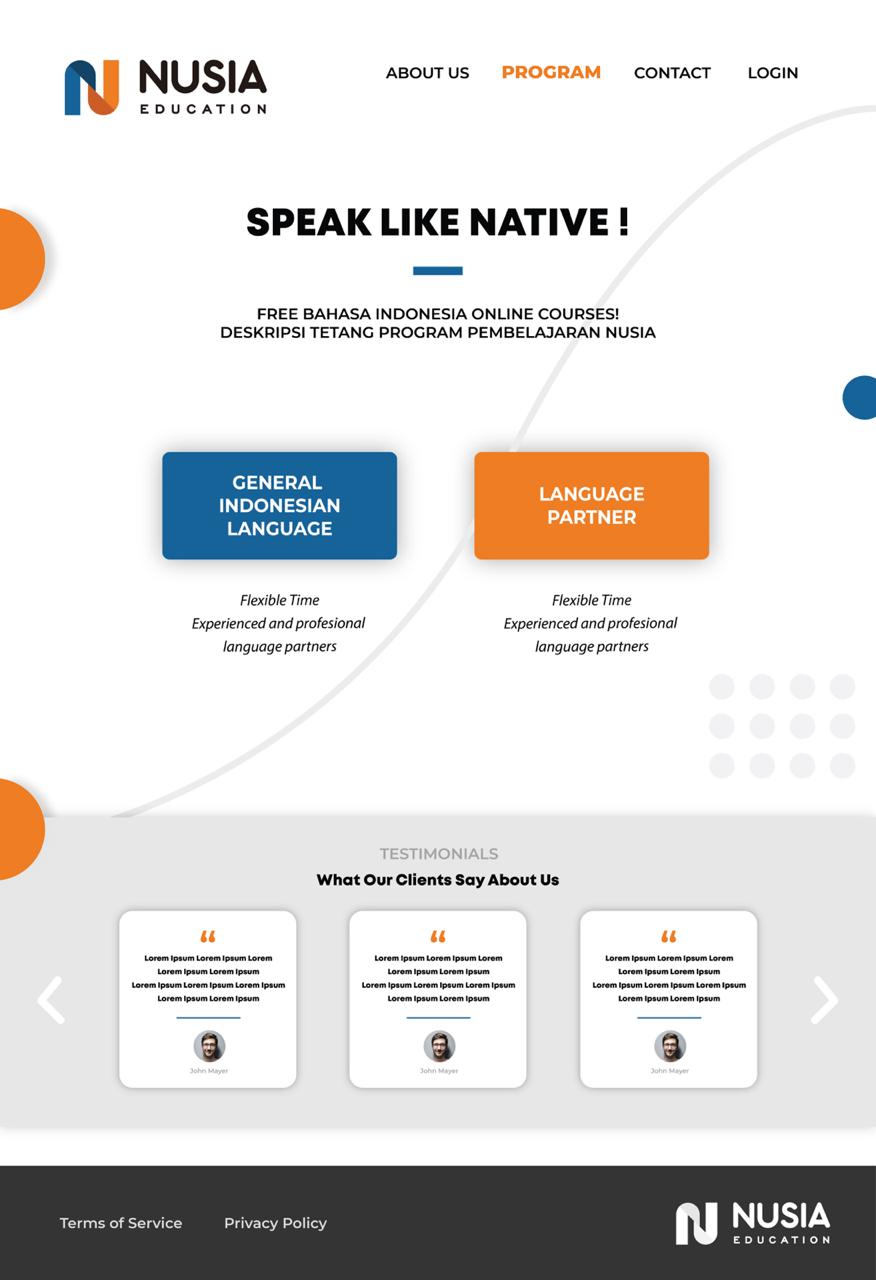 NUSIA
EDUCATION
ABOUT US
PROGRAM
CONTACT
LOGIN
SPEAK LIKE NATIVE !
FREE BAHASA INDONESIA ONLINE COURSES!
DESKRIPSI TETANG PROGRAM PEMBELAJARAN NUSIA
GENERAL
INDONESIAN
LANGUAGE
Flexible Time
Experienced and profesional
language partners
LANGUAGE
PARTNER
Flexible Time
Experienced and profesional
language partners
TESTIMONIALS
What Our Clients Say About Us
“
Lorem Ipsum Lorem Ipsum Lorem
Lorem Ipsum Lorem Ipsum
Lorem Ipsum Lorem Ipsum Lorem Ipsum
Lorem Ipsum Lorem Ipsum
John Mayer
“
Lorem Ipsum Lorem Ipsum Lorem
Lorem Ipsum Lorem Ipsum
Lorem Ipsum Lorem Ipsum Lorem Ipsum
Lorem Ipsum Lorem Ipsum
John Mayer
“
Lorem Ipsum Lorem Ipsum Lorem
Lorem Ipsum Lorem Ipsum
Lorem Ipsum Lorem Ipsum Lorem Ipsum
Lorem Ipsum Lorem Ipsum
John Mayer
Terms of Service
Privacy Policy
NUSIA
EDUCATION